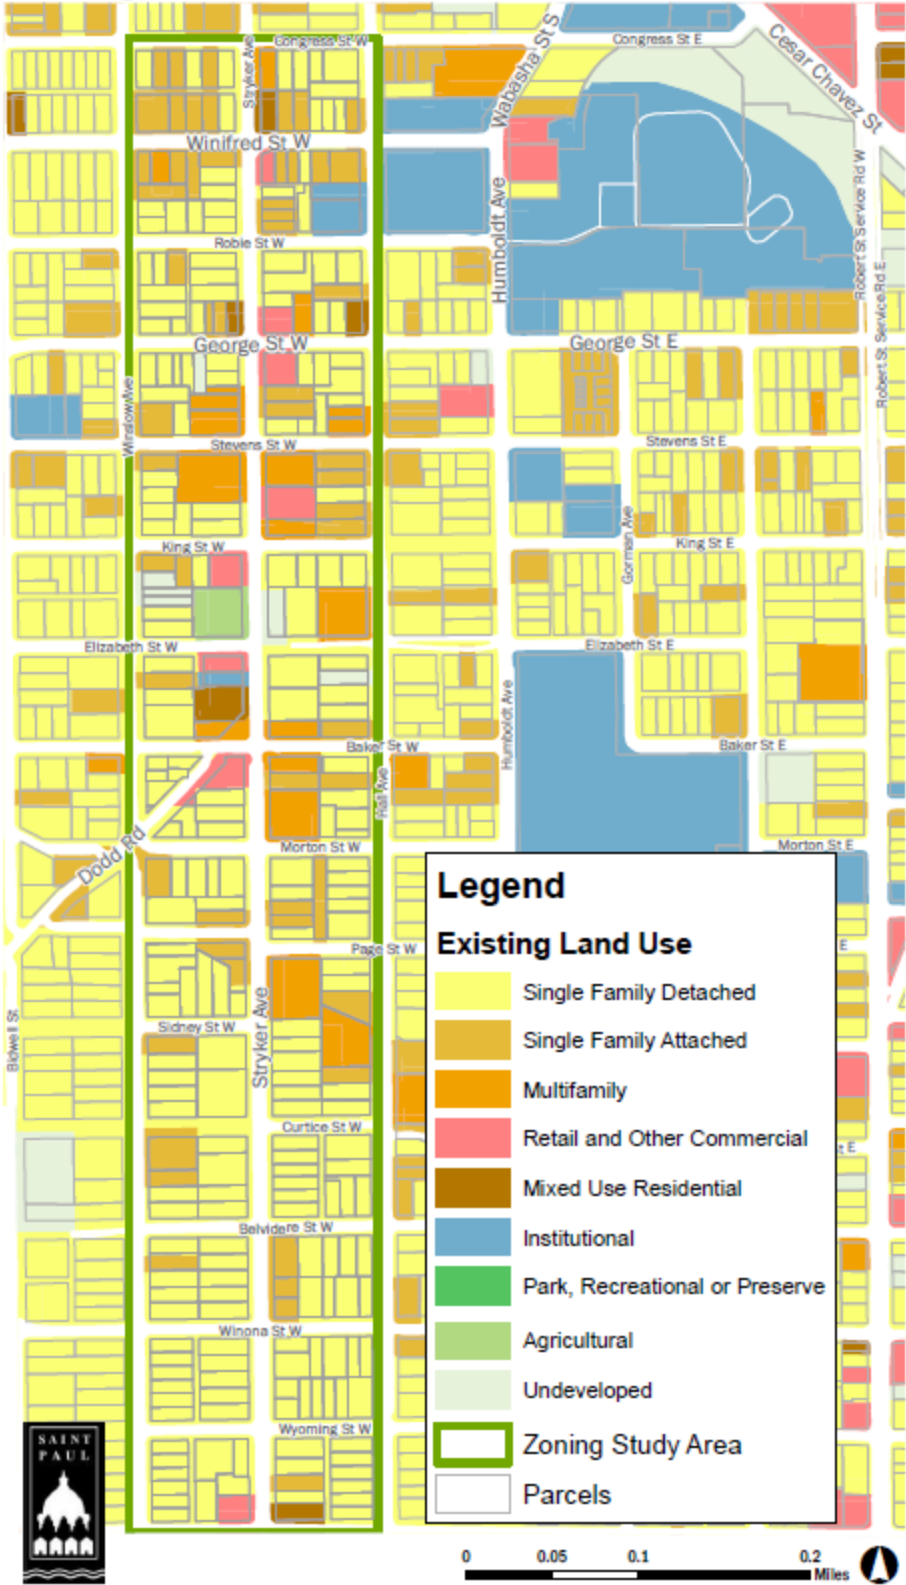 Congress St W
Congress St E
Wabasha St S
Cesar Chavez St
Stryker Ave
Winifred St W
Humboldt Ave
Robert St Service Rd W
Robie St W
Robert St Service Rd E
George St W
George St E
Winslow Ave
Stevens St W
Stevens St E
King St W
Gorman Ave
King St E
Elizabeth St W
Elizabeth St E
Humboldt Ave
Baker St W
Baker St E
Hall Ave
Dodd Rd
Morton St W
Morton St E
Page St W
E
Stryker Ave
Sidney St W
Bidwell St
Curtice St W
t E
Belvidere St W
Winona St W
Wyoming St W
Legend
Existing Land Use
Single Family Detached
Single Family Attached
Multifamily
Retail and Other Commercial
Mixed Use Residential
Institutional
Park, Recreational or Preserve
Agricultural
Undeveloped
Zoning Study Area
Parcels
SAINT
PAUL
0 0.05 0.1 0.2
Miles